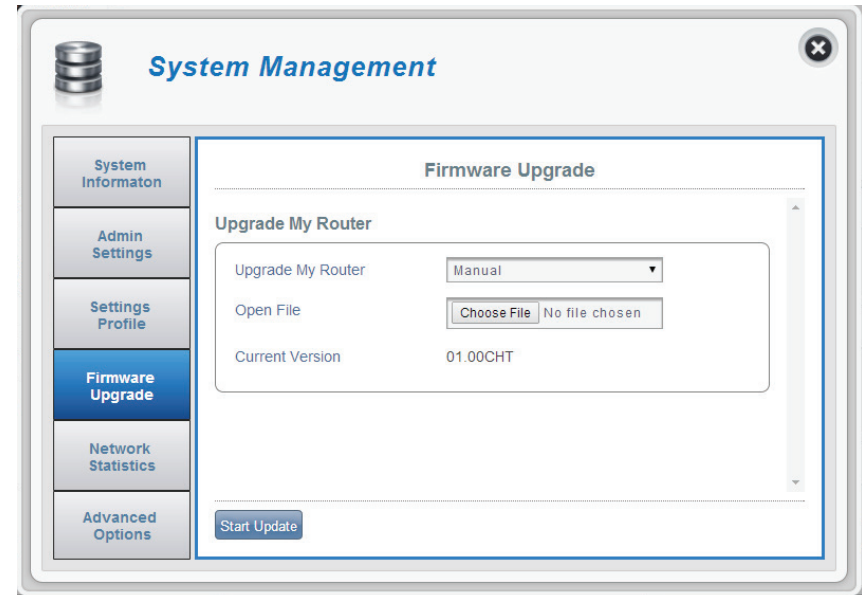 System Management
System
Informaton
Admin
Settings
Settings
Profile
Firmware
Upgrade
Network
Statistics
Advanced
Options
Firmware Upgrade
Upgrade My Router
Upgrade My Router Manual
Open File Choose File No file chosen
Current Version 01.00CHT
Start Update